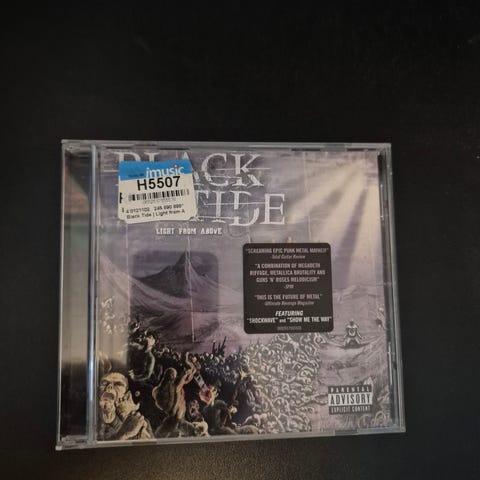 BLACK
TIDE
LIGHT FROM ABOVE
imusic
H5507
Black Tide | Light from A
"SCREAMING EPIC PUNK METAL MAYHEM"
-Total Guitar Review
"A COMBINATION OF MEGADETH
RIFFAGE, METALLICA BRUTALITY AND
GUNS 'N' ROSES MELODICISM"
-SPIN
"THIS IS THE FUTURE OF METAL"
-Ultimate Revenge Magazine
FEATURING
"SHOCKWAVE" and "SHOW ME THE WAY"
PARENTAL
ADVISORY
EXPLICIT CONTENT